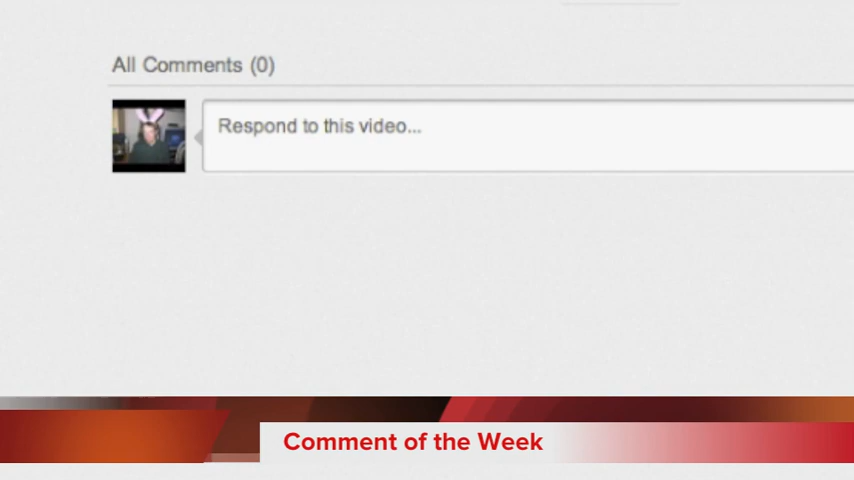 All Comments (0)
Respond to this video...
Comment of the Week